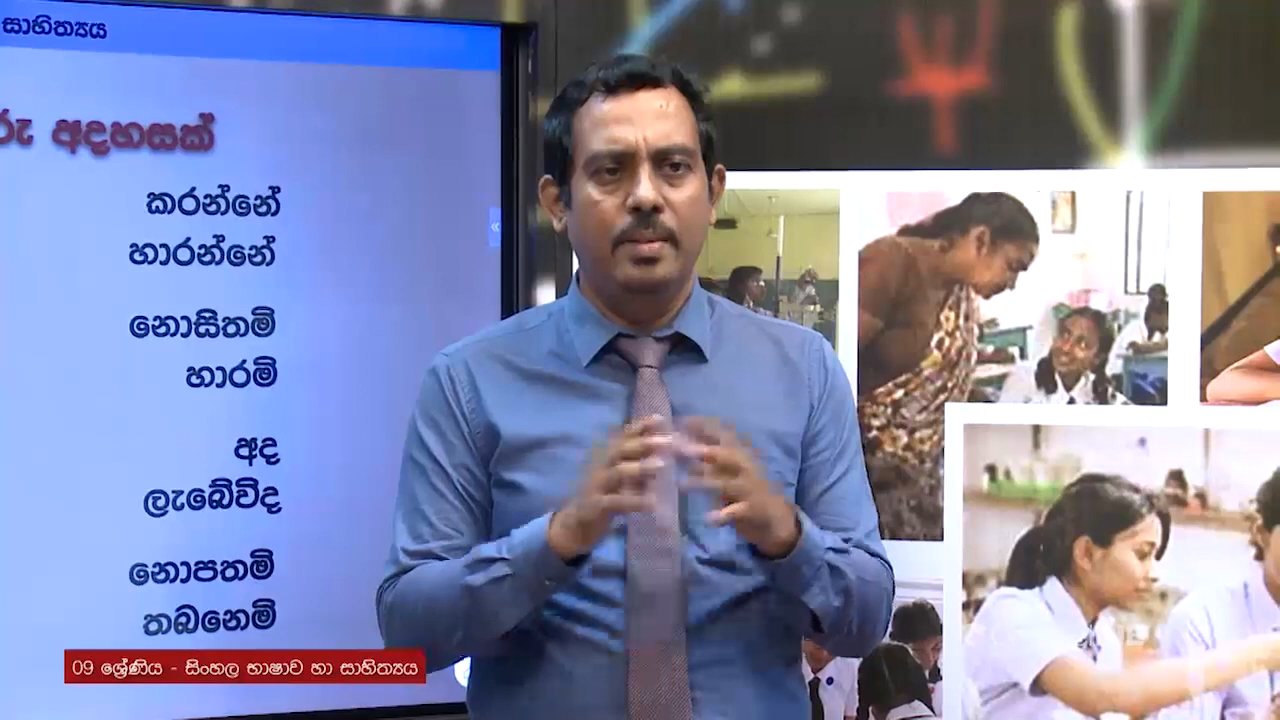 සාහිත්‍යය
රු අදහසක්
කරන්නේ
හාරන්නේ
නොසිතමි
හාරමි
අද
ලැබේවිද
නොපතමි
තබනෙමි
09 ශ්‍රේණිය - සිංහල භාෂාව හා සාහිත්‍යය